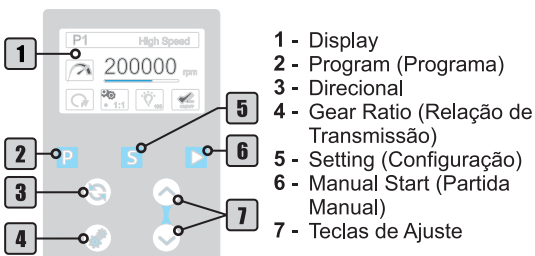 P1 High Speed
200000 rpm
1:1
P S
1
2
3
4
5
6
7
1 - Display
2 - Program (Programa)
3 - Direcional
4 - Gear Ratio (Relação de
Transmissão)
5 - Setting (Configuração)
6 - Manual Start (Partida
Manual)
7 - Teclas de Ajuste